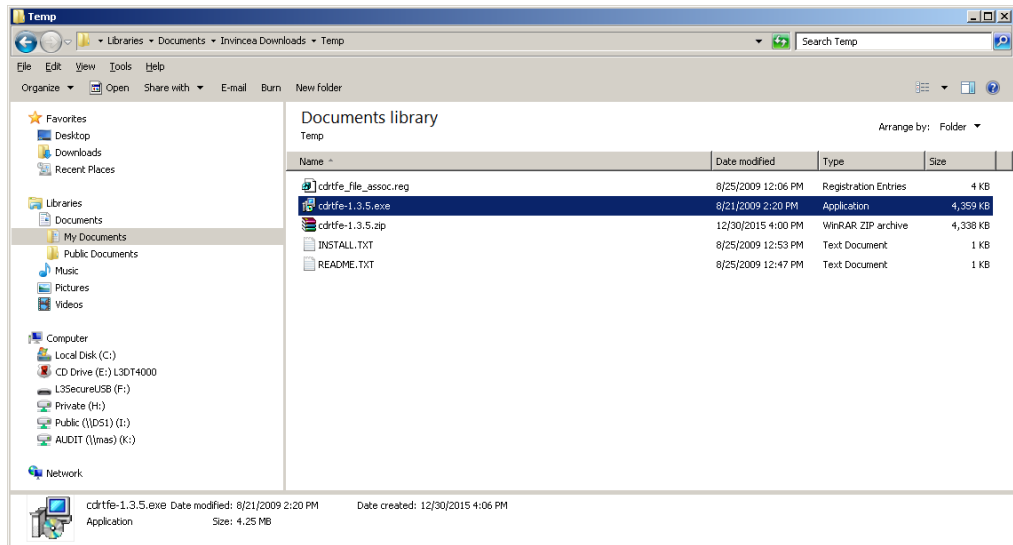 Temp
Libraries Documents Invincea Downloads Temp Search Temp
File Edit View Tools Help
Organize Open Share with E-mail Burn New folder
Favorites
Desktop
Downloads
Recent Places
Libraries
Documents
My Documents
Public Documents
Music
Pictures
Videos
Computer
Local Disk (C:)
CD Drive (E:) L3DT4000
L3SecureUSB (F:)
Private (H:)
Public (\\DS1) (I:)
AUDIT (\\mas) (K:)
Network
Documents library
Temp
Arrange by: Folder
Name Date modified Type Size
cdrtfe_file_assoc.reg 8/25/2009 12:06 PM Registration Entries 4 KB
cdrtfe-1.3.5.exe 8/21/2009 2:20 PM Application 4,359 KB
cdrtfe-1.3.5.zip 12/30/2015 4:00 PM WinRAR ZIP archive 4,338 KB
INSTALL.TXT 8/25/2009 12:53 PM Text Document 1 KB
README.TXT 8/25/2009 12:47 PM Text Document 1 KB
cdrtfe-1.3.5.exe Date modified: 8/21/2009 2:20 PM Date created: 12/30/2015 4:06 PM
Application Size: 4.25 MB